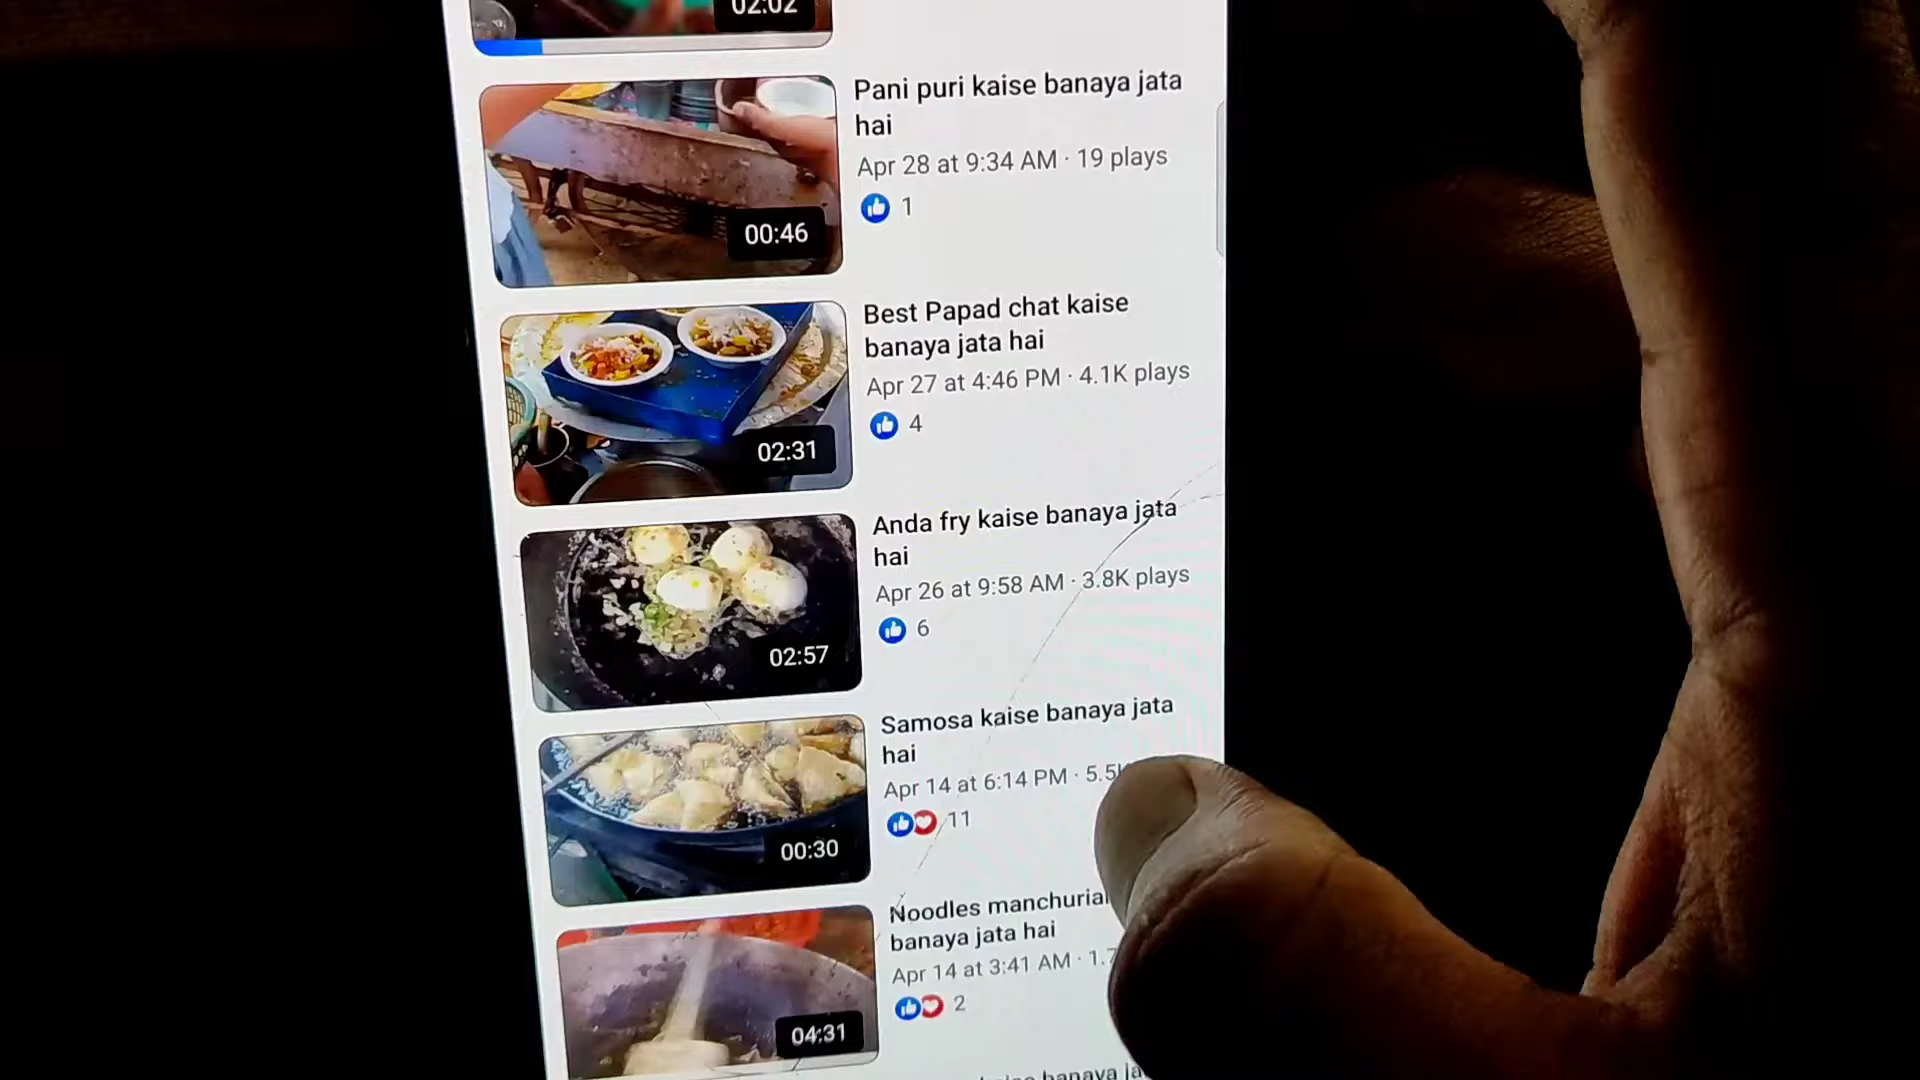 02:02
Pani puri kaise banaya jata
hai
Apr 28 at 9:34 AM · 19 plays
1
00:46
Best Papad chat kaise
banaya jata hai
Apr 27 at 4:46 PM · 4.1K plays
4
02:31
Anda fry kaise banaya jata
hai
Apr 26 at 9:58 AM · 3.8K plays
6
02:57
Samosa kaise banaya jata
hai
Apr 14 at 6:14 PM · 5.5
11
00:30
Noodles
banaya jata hai
Apr 14 at 3:41 AM · 1.7
2
04:31
banaya